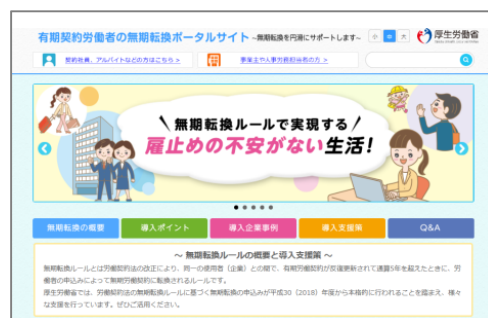 有期契約労働者の無期転換ポータルサイト ~無期転換を円滑にサポートします~ 小 中 大 厚生労働省
契約社員、アルバイトなどの方はこちら > 事業主や人事労務担当者の方 >
無期転換ルールで実現する
雇止めの不安がない生活!
無期転換の概要 導入ポイント 導入企業事例 導入支援策 Q&A
~ 無期転換ルールの概要と導入支援策 ~
無期転換ルールとは労働契約法の改正により、同一の使用者（企業）との間で、有期労働契約が反復更新されて通算5年を超えたときに、労
働者の申込みによって無期労働契約に転換されるルールです。
厚生労働省では、労働契約法の無期転換ルールに基づく無期転換の申込みが平成30（2018）年度から本格的に行われることを踏まえ、様々
な支援を行っています。ぜひご活用ください。